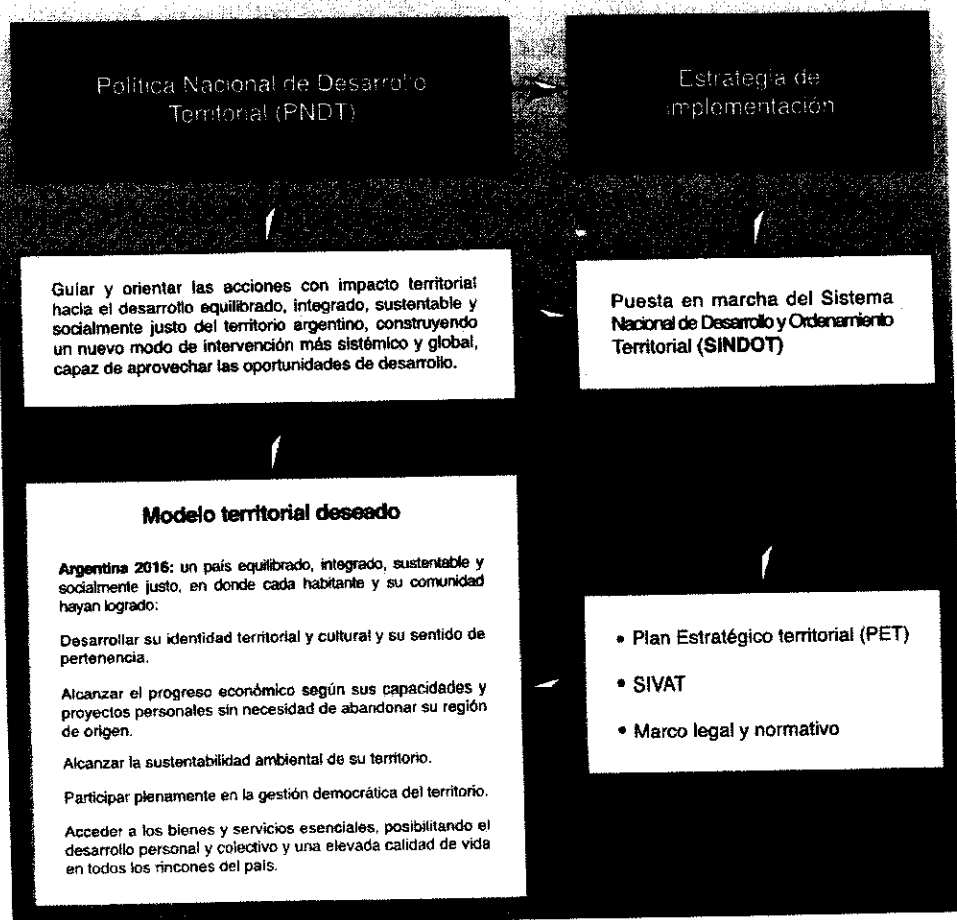 Política Nacional de Desarrollo
Territorial (PNDT)
Estrategia de
implementación
Guiar y orientar las acciones con impacto territorial
hacia el desarrollo equilibrado, integrado, sustentable y
socialmente justo del territorio argentino, construyendo
un nuevo modo de intervención más sistémico y global,
capaz de aprovechar las oportunidades de desarrollo.
Puesta en marcha del Sistema
Nacional de Desarrollo y Ordenamiento
Territorial (SINDOT)
Modelo territorial deseado
Argentina 2016: un país equilibrado, integrado, sustentable y
socialmente justo, en donde cada habitante y su comunidad
hayan logrado:
Desarrollar su identidad territorial y cultural y su sentido de
pertenencia.
Alcanzar el progreso económico según sus capacidades y
proyectos personales sin necesidad de abandonar su región
de origen.
Alcanzar la sustentabilidad ambiental de su territorio.
Participar plenamente en la gestión democrática del territorio.
Acceder a los bienes y servicios esenciales, posibilitando el
desarrollo personal y colectivo y una elevada calidad de vida
en todos los rincones del país.
• Plan Estratégico territorial (PET)
• SIVAT
• Marco legal y normativo